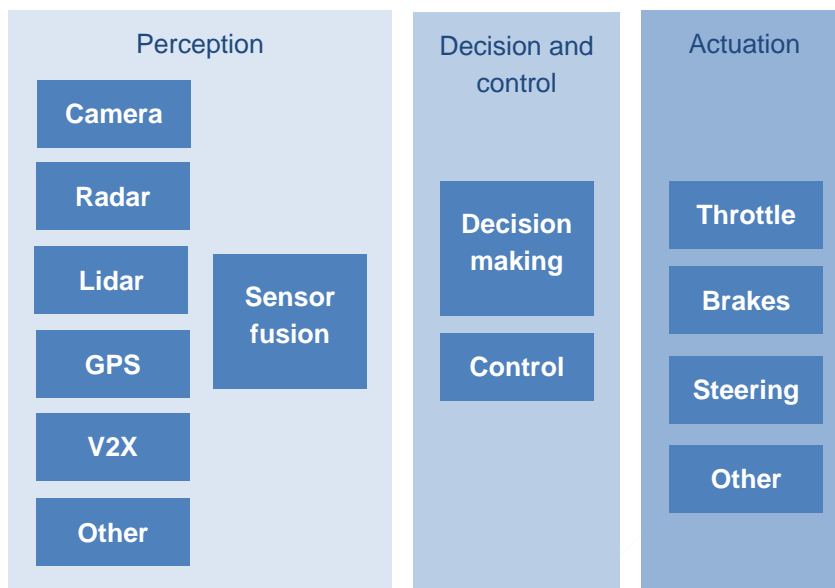 Perception
Camera
Radar
Lidar
GPS
V2X
Other
Sensor
fusion
Decision and
control
Decision
making
Control
Actuation
Throttle
Brakes
Steering
Other